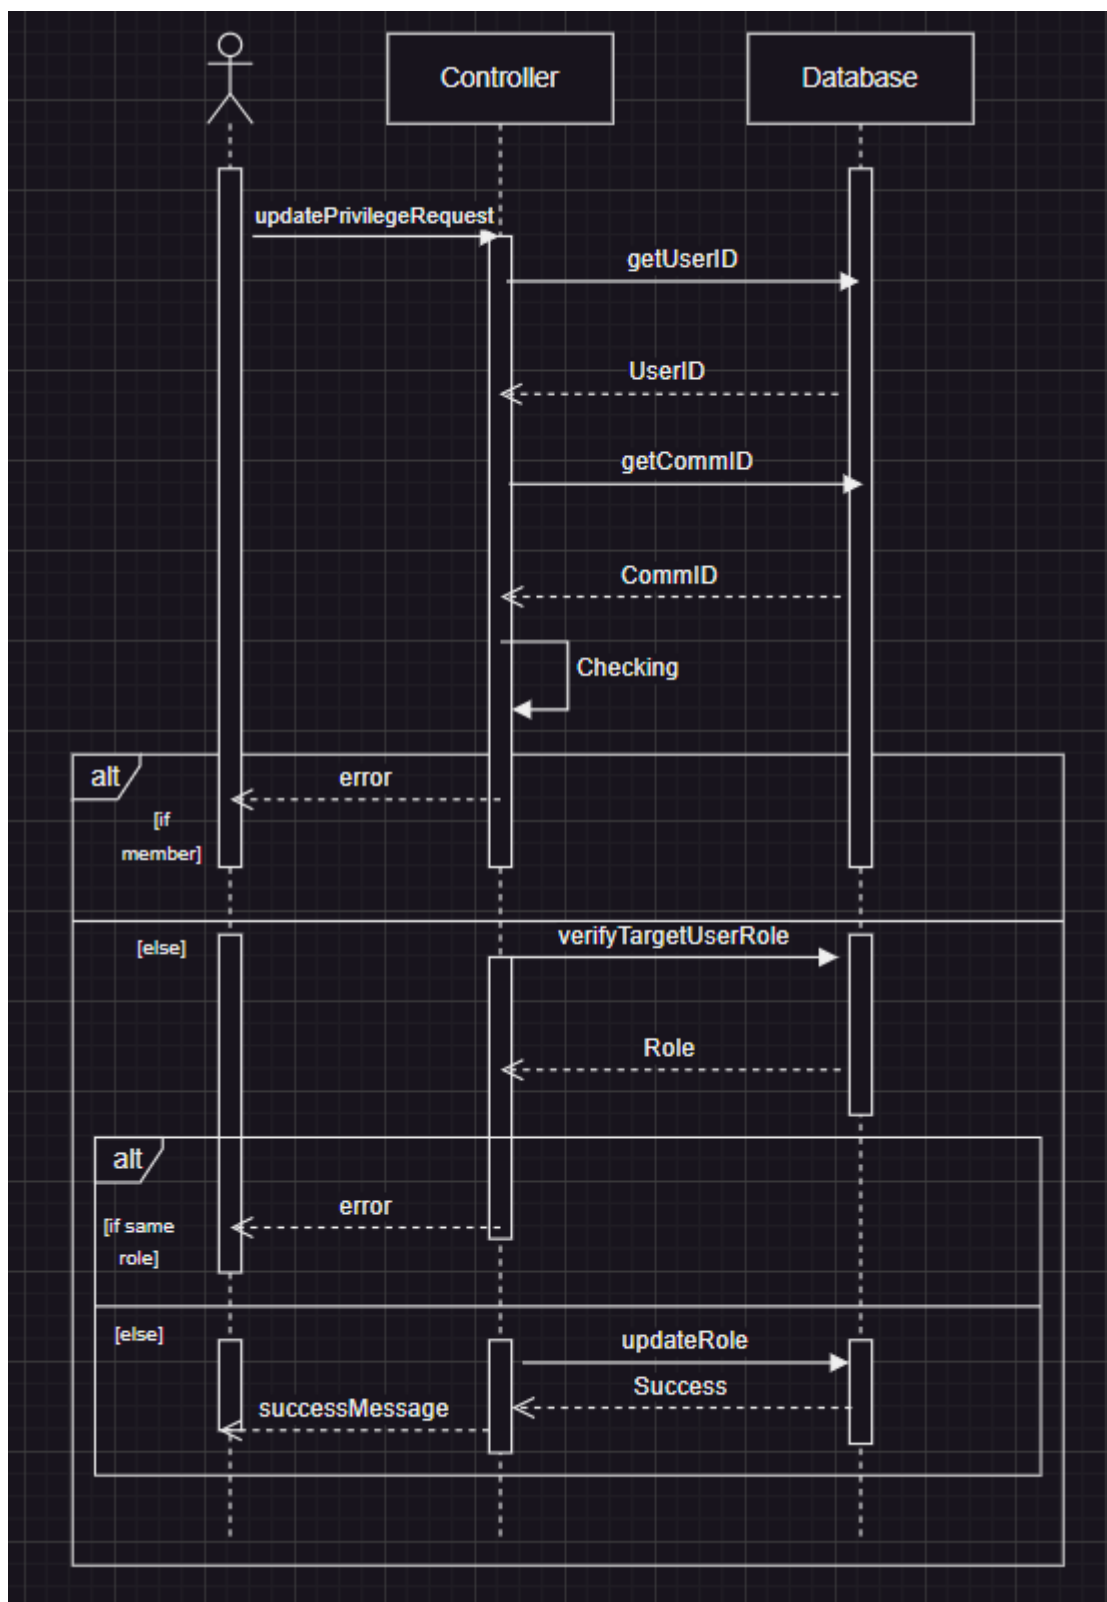 Controller
Database
updatePrivilegeRequest
getUserID
UserID
getCommID
CommID
Checking
alt
error
[if
member]
[else]
verifyTargetUserRole
Role
alt
error
[if same
role]
[else]
updateRole
Success
successMessage